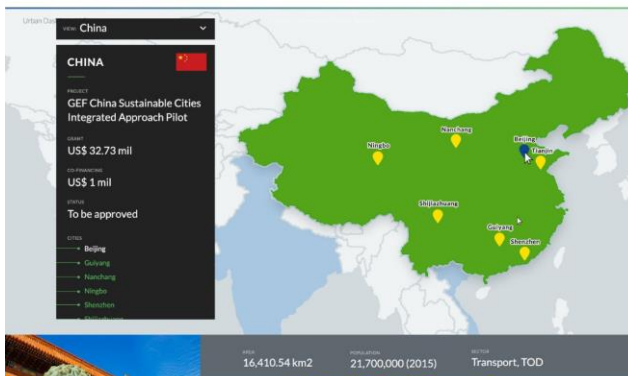 Urban Das
VIEW: China
CHINA
PROJECT
GEF China Sustainable Cities
Integrated Approach Pilot
GRANT
US$ 32.73 mil
CO-FINANCING
US$ 1 mil
STATUS
To be approved
CITIES
Beijing
Guiyang
Nanchang
Ningbo
Shenzhen
Shijiazhuang
Nanchang
Beijing
Ningbo
Tianjin
Shijiazhuang
Guiyang
Shenzhen
AREA
16,410.54 km2
POPULATION
21,700,000 (2015)
SECTOR
Transport, TOD